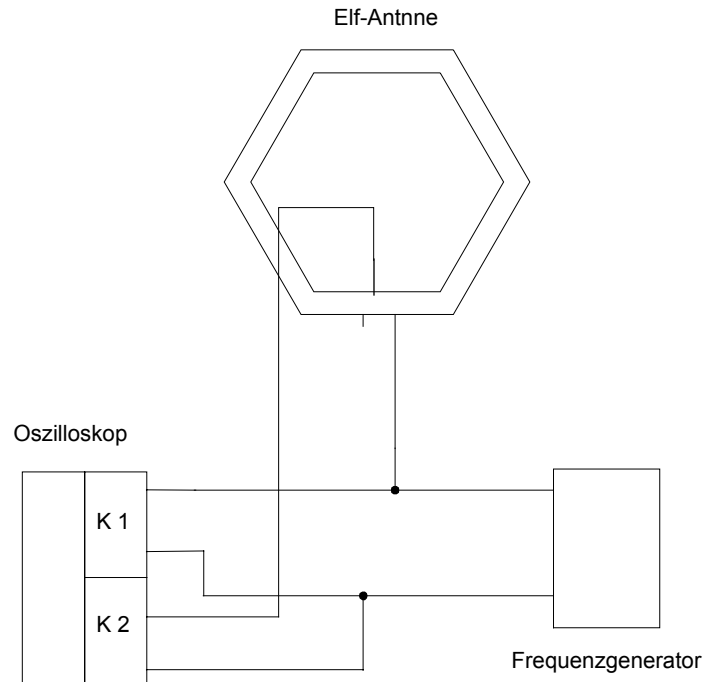 Elf-Antnne
Oszilloskop
K 1
K 2
Frequenzgenerator